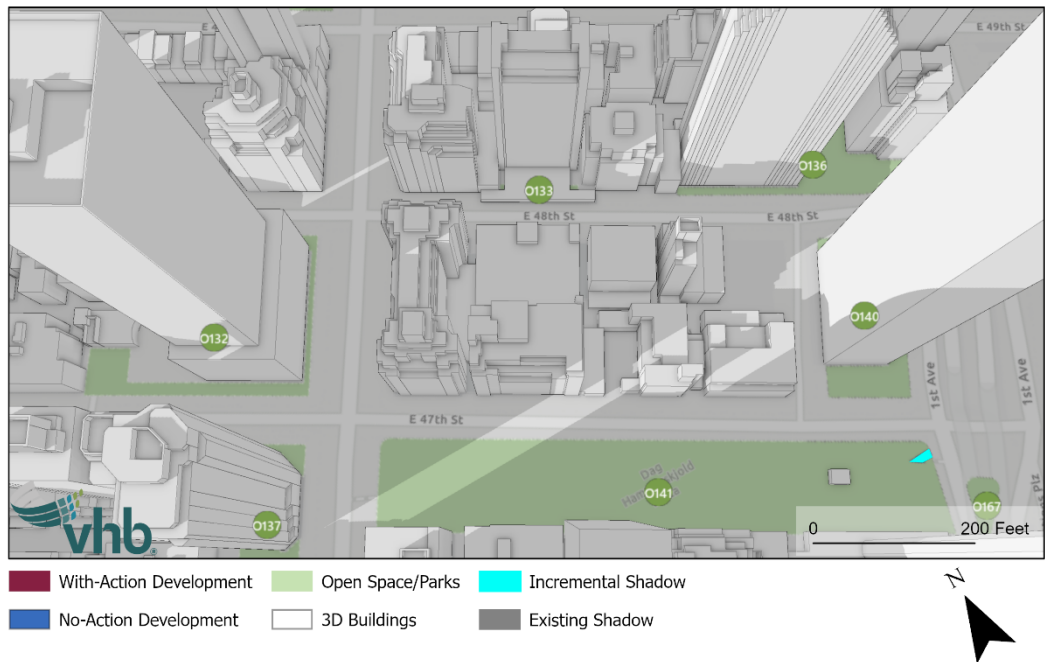 E 49th St
O136
O133
E 48th St
E 48th St
O140
O132
1st Ave
1st Ave
E 47th St
Dag
O141
O137
O167
vhb.
0 200 Feet
With-Action Development
Open Space/Parks
Incremental Shadow
No-Action Development
3D Buildings
Existing Shadow
N